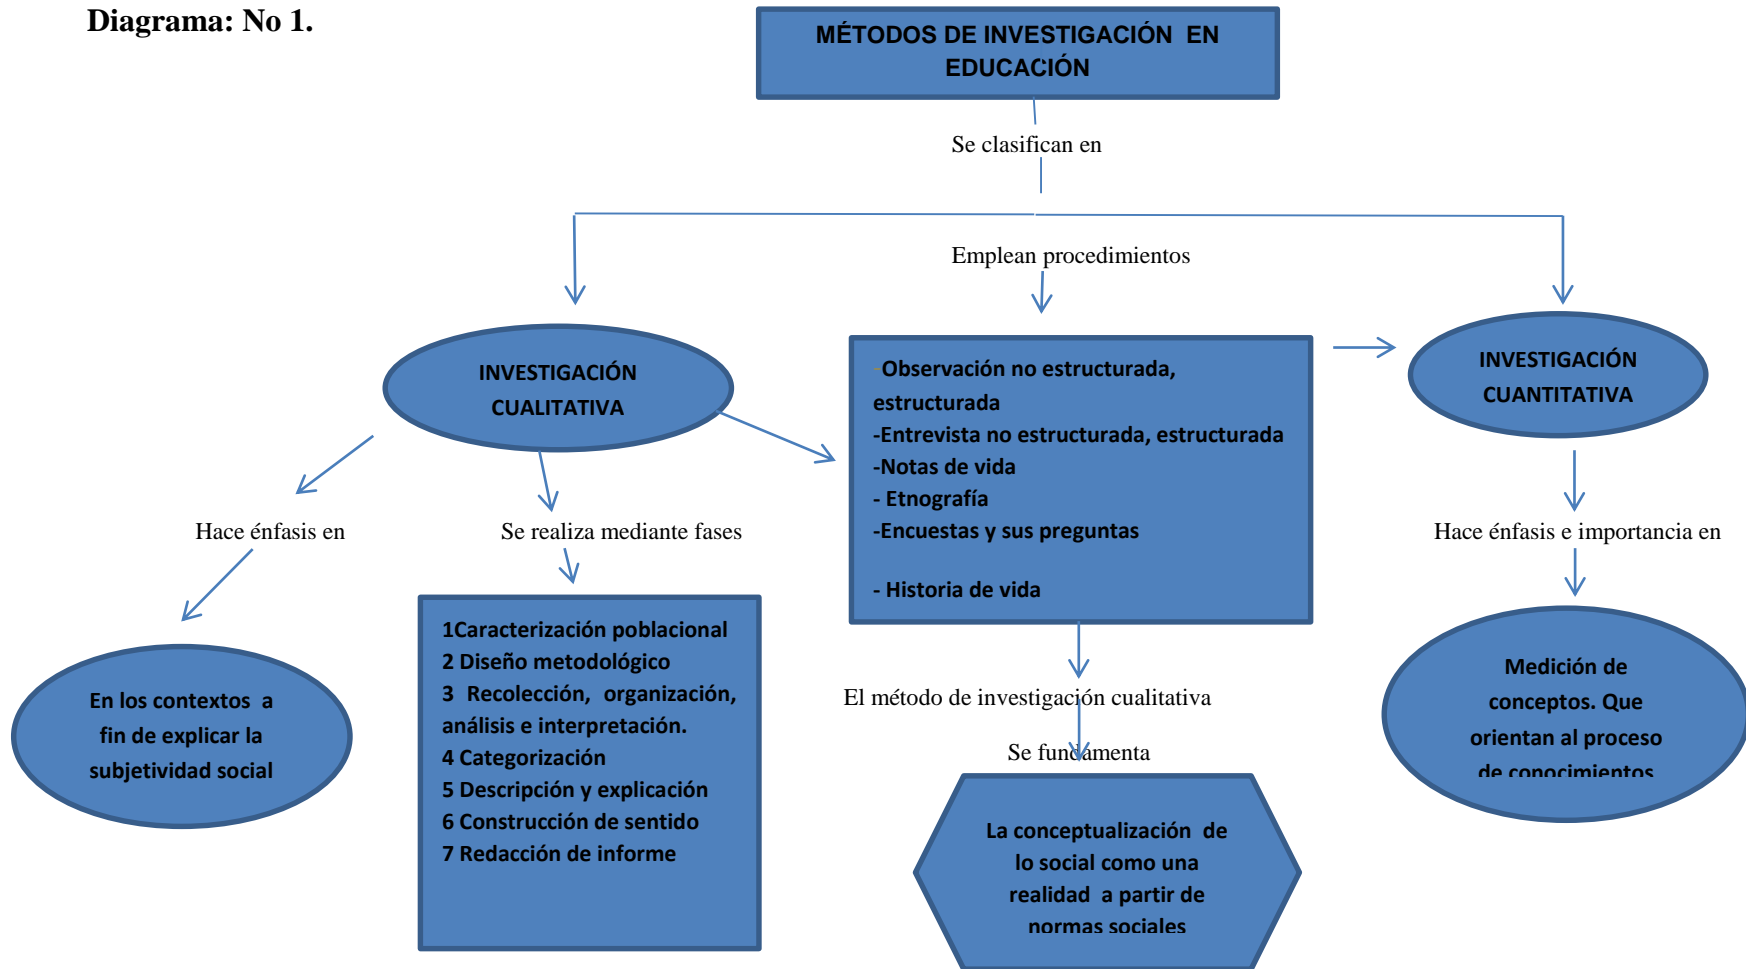 Diagrama: No 1.
MÉTODOS DE INVESTIGACIÓN EN
EDUCACIÓN
Se clasifican en
Emplean procedimientos
INVESTIGACIÓN
CUALITATIVA
-Observación no estructurada,
estructurada
-Entrevista no estructurada, estructurada
-Notas de vida
- Etnografía
-Encuestas y sus preguntas
- Historia de vida
INVESTIGACIÓN
CUANTITATIVA
Hace énfasis en
Se realiza mediante fases
Hace énfasis e importancia en
En los contextos a
fin de explicar la
subjetividad social
1Caracterización poblacional
2 Diseño metodológico
3 Recolección, organización,
análisis e interpretación.
4 Categorización
5 Descripción y explicación
6 Construcción de sentido
7 Redacción de informe
El método de investigación cualitativa
Se fundamenta
La conceptualización de
lo social como una
realidad a partir de
normas sociales
Medición de
conceptos. Que
orientan al proceso
de conocimientos